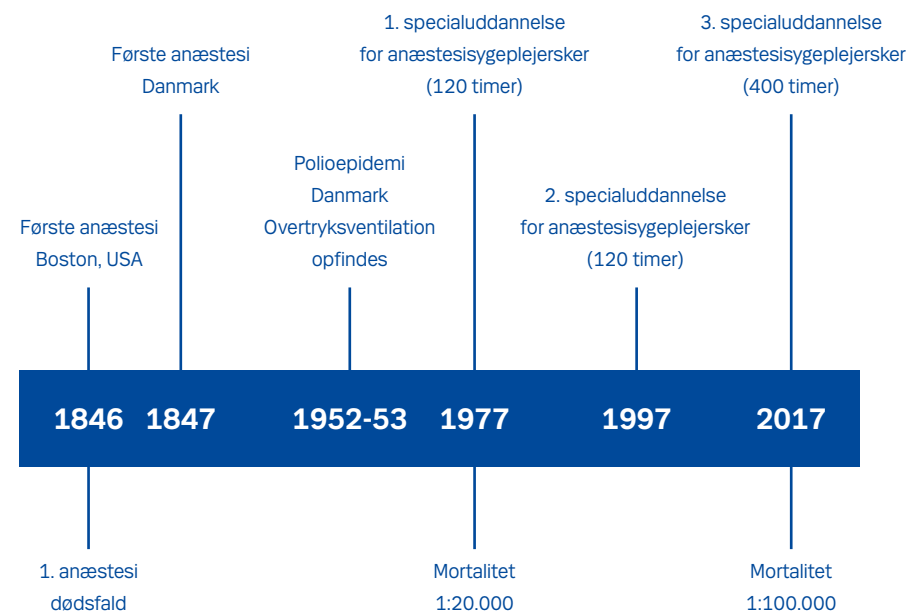 Første anæstesi
Boston, USA
Første anæstesi
Danmark
Polioepidemi
Danmark
Overtryksventilation
opfindes
1. specialuddannelse
for anæstesisygeplejersker
(120 timer)
2. specialuddannelse
for anæstesisygeplejersker
(120 timer)
3. specialuddannelse
for anæstesisygeplejersker
(400 timer)
1846
1847
1952-53
1977
1997
2017
1. anæstesi
dødsfald
Mortalitet
1:20.000
Mortalitet
1:100.000